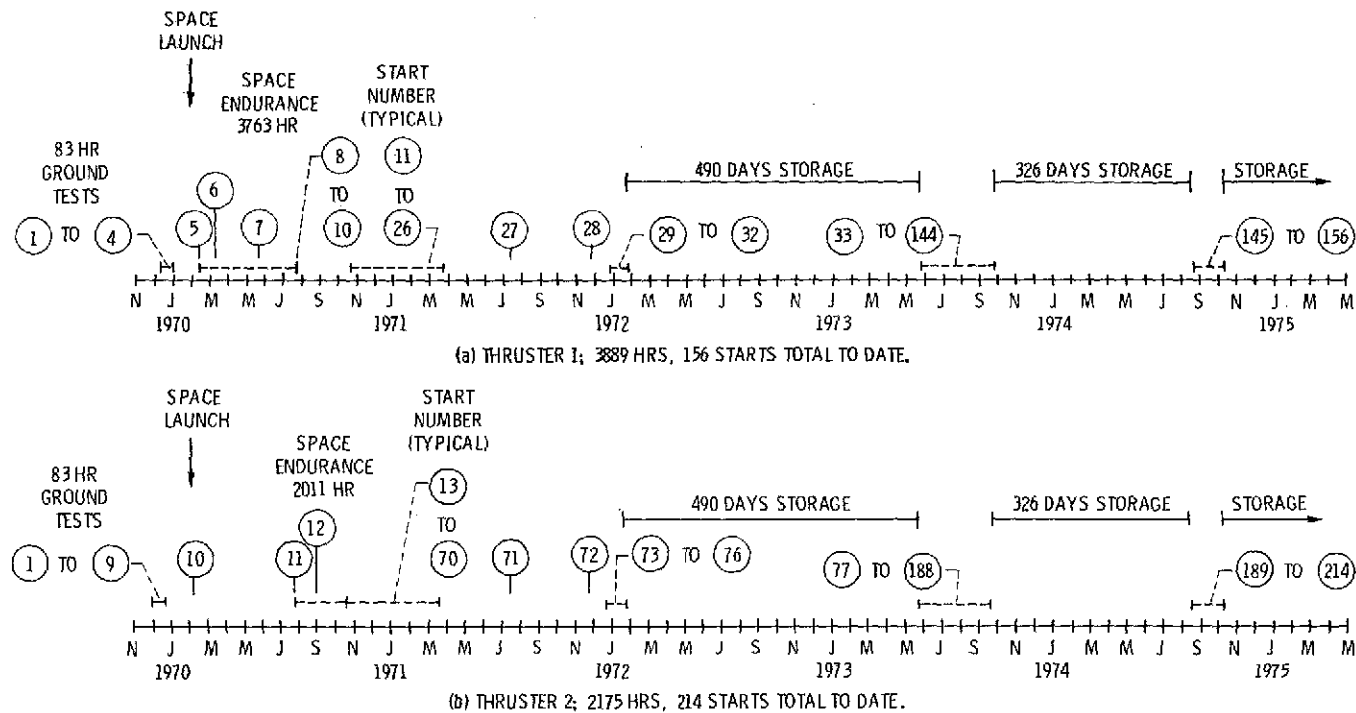 SPACE
LAUNCH
SPACE
ENDURANCE
3763 HR
START
NUMBER
(TYPICAL)
83 HR
GROUND
TESTS
1 TO 4
5
6
7
8
TO
10
11
TO
26
27
28
490 DAYS STORAGE
29 TO 32
33 TO 144
326 DAYS STORAGE
STORAGE
145 TO 156
N J M M J S N J M M J S N J M M J S N J M M J S N J M M J S N J M M
1970 1971 1972 1973 1974 1975
(a) THRUSTER 1; 3889 HRS, 156 STARTS TOTAL TO DATE.
SPACE
LAUNCH
SPACE
ENDURANCE
2011 HR
START
NUMBER
(TYPICAL)
83 HR
GROUND
TESTS
1 TO 9
10
11
12
13
TO
70
71
72
490 DAYS STORAGE
73 TO 76
77 TO 188
326 DAYS STORAGE
STORAGE
189 TO 214
N J M M J S N J M M J S N J M M J S N J M M J S N J M M J S N J M M
1970 1971 1972 1973 1974 1975
(b) THRUSTER 2; 2175 HRS, 214 STARTS TOTAL TO DATE.